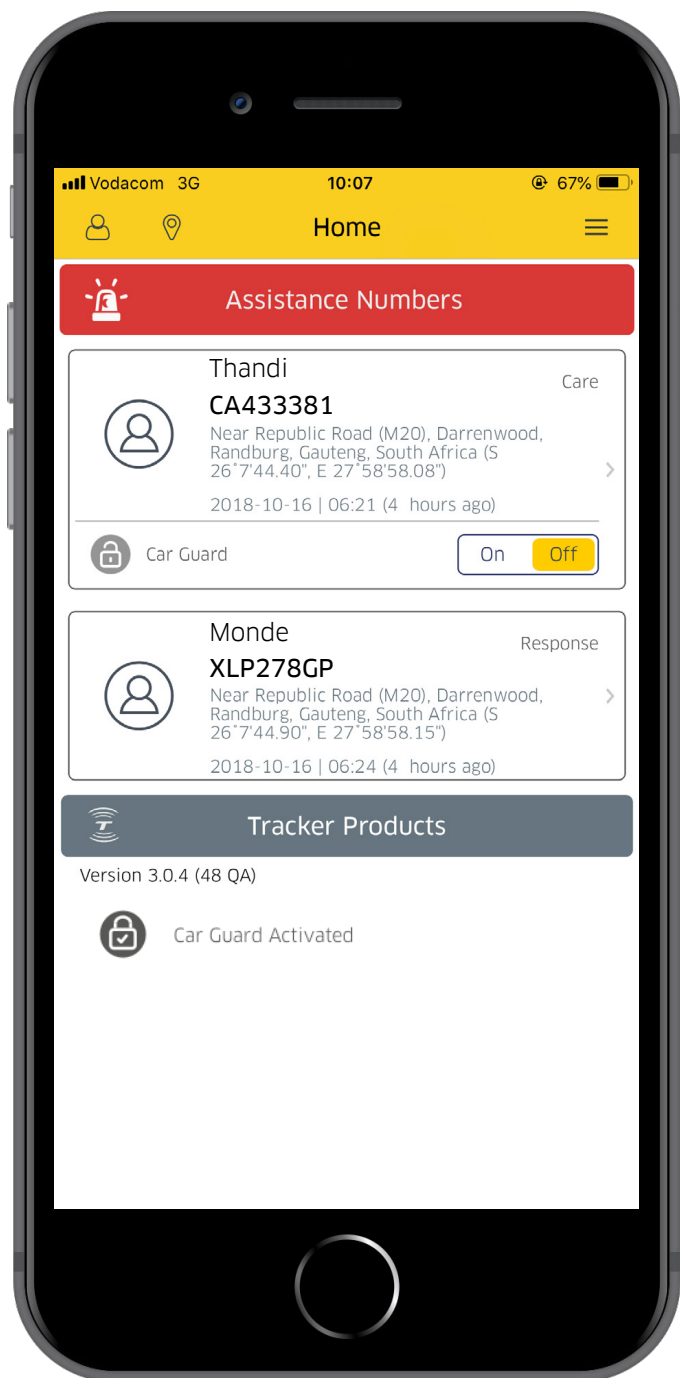 Vodacom 3G 10:07 67%
Home
Assistance Numbers
Thandi
Care
CA433381
Near Republic Road (M20), Darrenwood,
Randburg, Gauteng, South Africa (S
26˚7'44.40", E 27˚58'58.08")
2018-10-16 | 06:21 (4 hours ago)
Car Guard On Off
Monde
Response
XLP278GP
Near Republic Road (M20), Darrenwood,
Randburg, Gauteng, South Africa (S
26˚7'44.90", E 27˚58'58.15")
2018-10-16 | 06:24 (4 hours ago)
T Tracker Products
Version 3.0.4 (48 QA)
Car Guard Activated